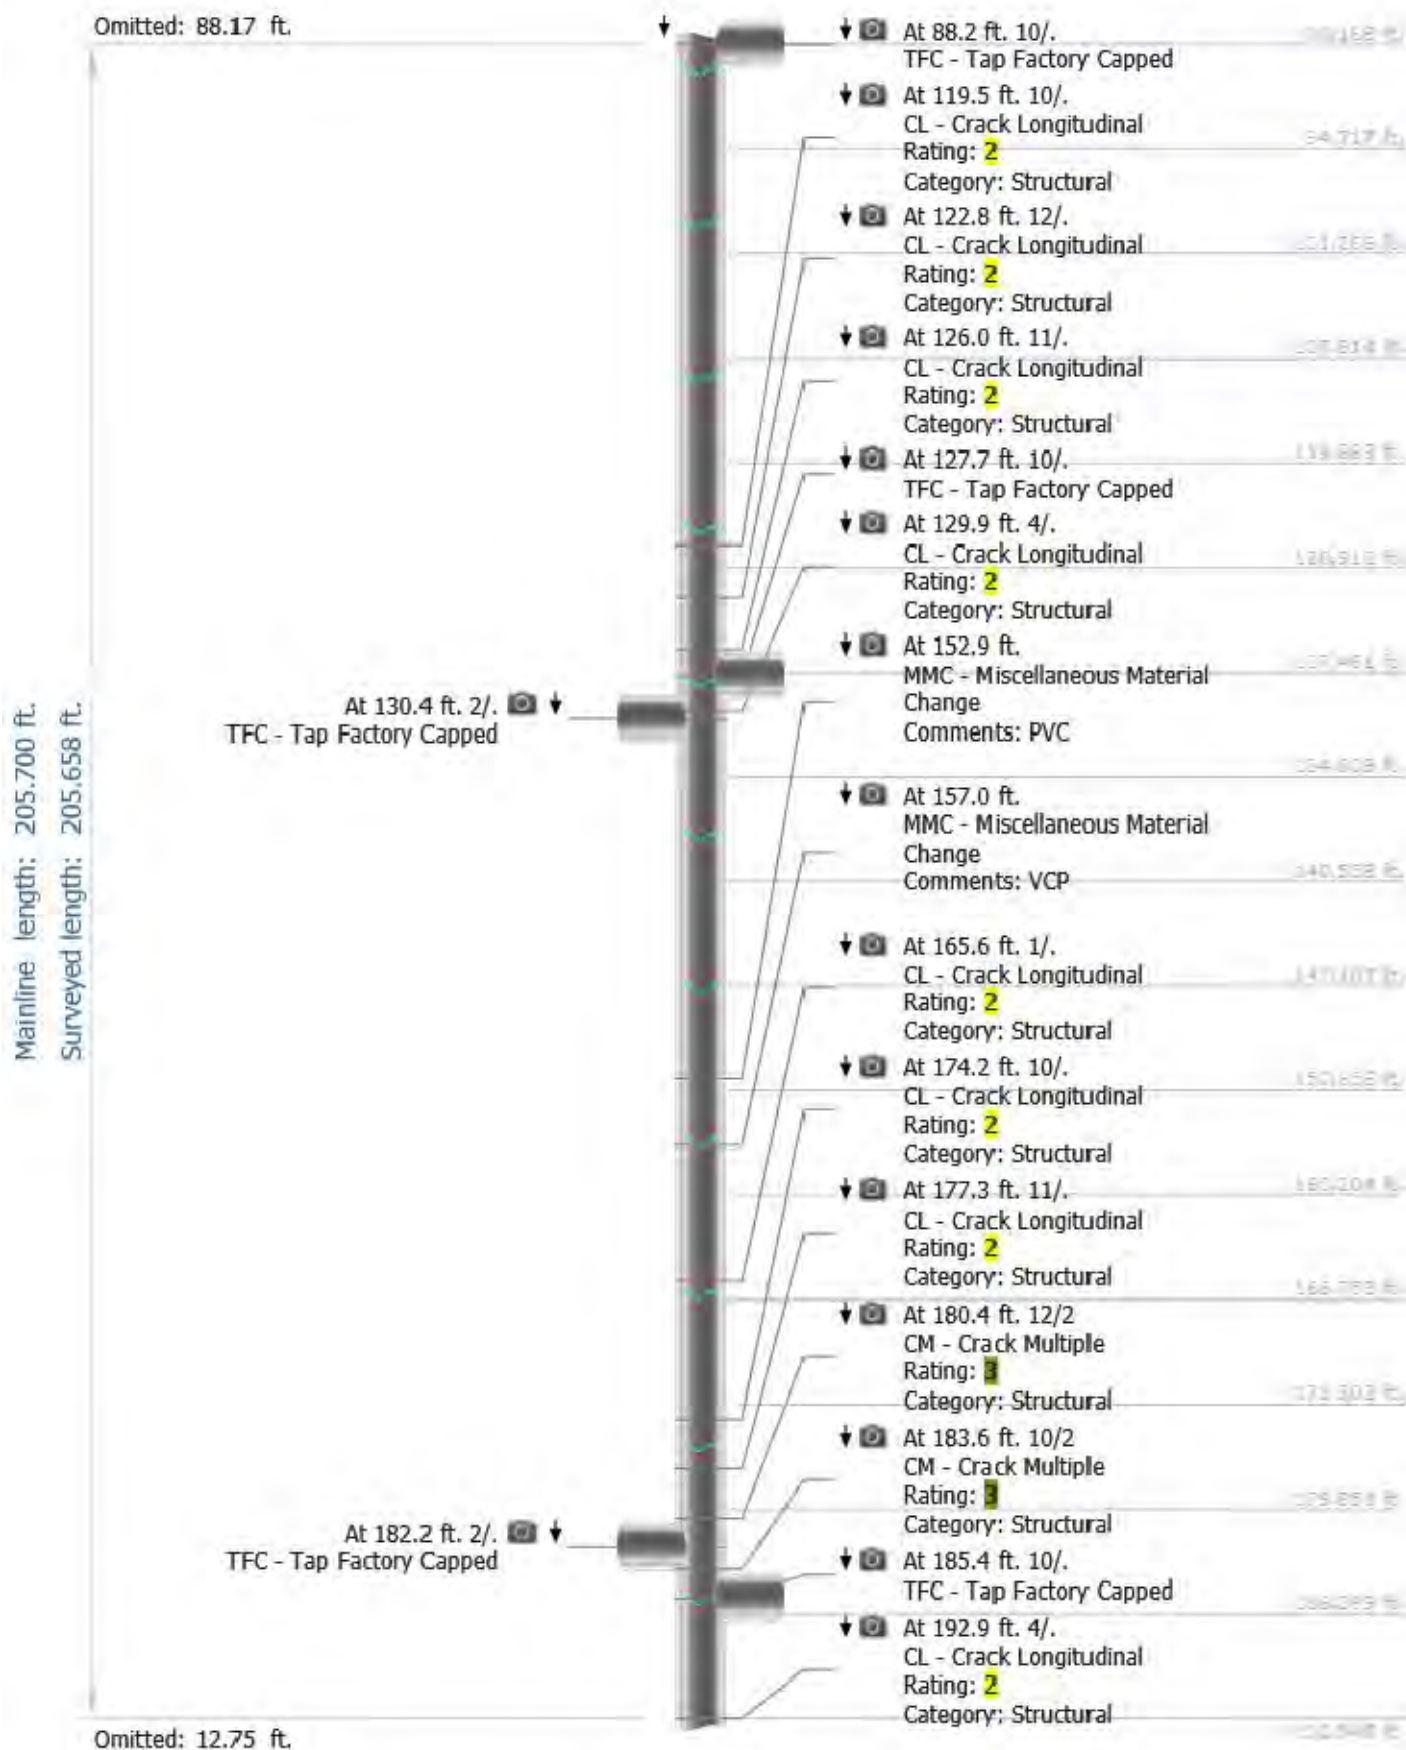 Omitted: 88.17 ft.
At 88.2 ft. 10/.
TFC - Tap Factory Capped
At 119.5 ft. 10/.
CL - Crack Longitudinal
Rating: 2
Category: Structural
At 122.8 ft. 12/.
CL - Crack Longitudinal
Rating: 2
Category: Structural
At 126.0 ft. 11/.
CL - Crack Longitudinal
Rating: 2
Category: Structural
At 127.7 ft. 10/.
TFC - Tap Factory Capped
At 129.9 ft. 4/.
CL - Crack Longitudinal
Rating: 2
Category: Structural
At 130.4 ft. 2/.
TFC - Tap Factory Capped
At 152.9 ft.
MMC - Miscellaneous Material
Change
Comments: PVC
Mainline length: 205.700 ft.
Surveyed length: 205.658 ft.
At 157.0 ft.
MMC - Miscellaneous Material
Change
Comments: VCP
At 165.6 ft. 1/.
CL - Crack Longitudinal
Rating: 2
Category: Structural
At 174.2 ft. 10/.
CL - Crack Longitudinal
Rating: 2
Category: Structural
At 177.3 ft. 11/.
CL - Crack Longitudinal
Rating: 2
Category: Structural
At 180.4 ft. 12/2
CM - Crack Multiple
Rating: 3
Category: Structural
At 182.2 ft. 2/.
TFC - Tap Factory Capped
At 183.6 ft. 10/2
CM - Crack Multiple
Rating: 3
Category: Structural
At 185.4 ft. 10/.
TFC - Tap Factory Capped
At 192.9 ft. 4/.
CL - Crack Longitudinal
Rating: 2
Category: Structural
Omitted: 12.75 ft.